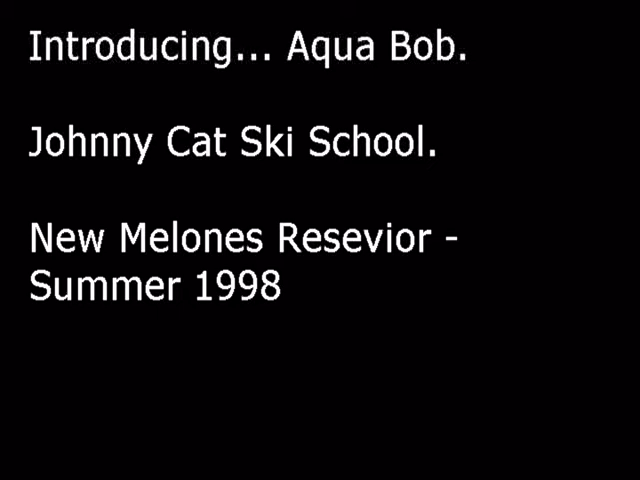 Introducing... Aqua Bob.
Johnny Cat Ski School.
New Melones Resevior -
Summer 1998